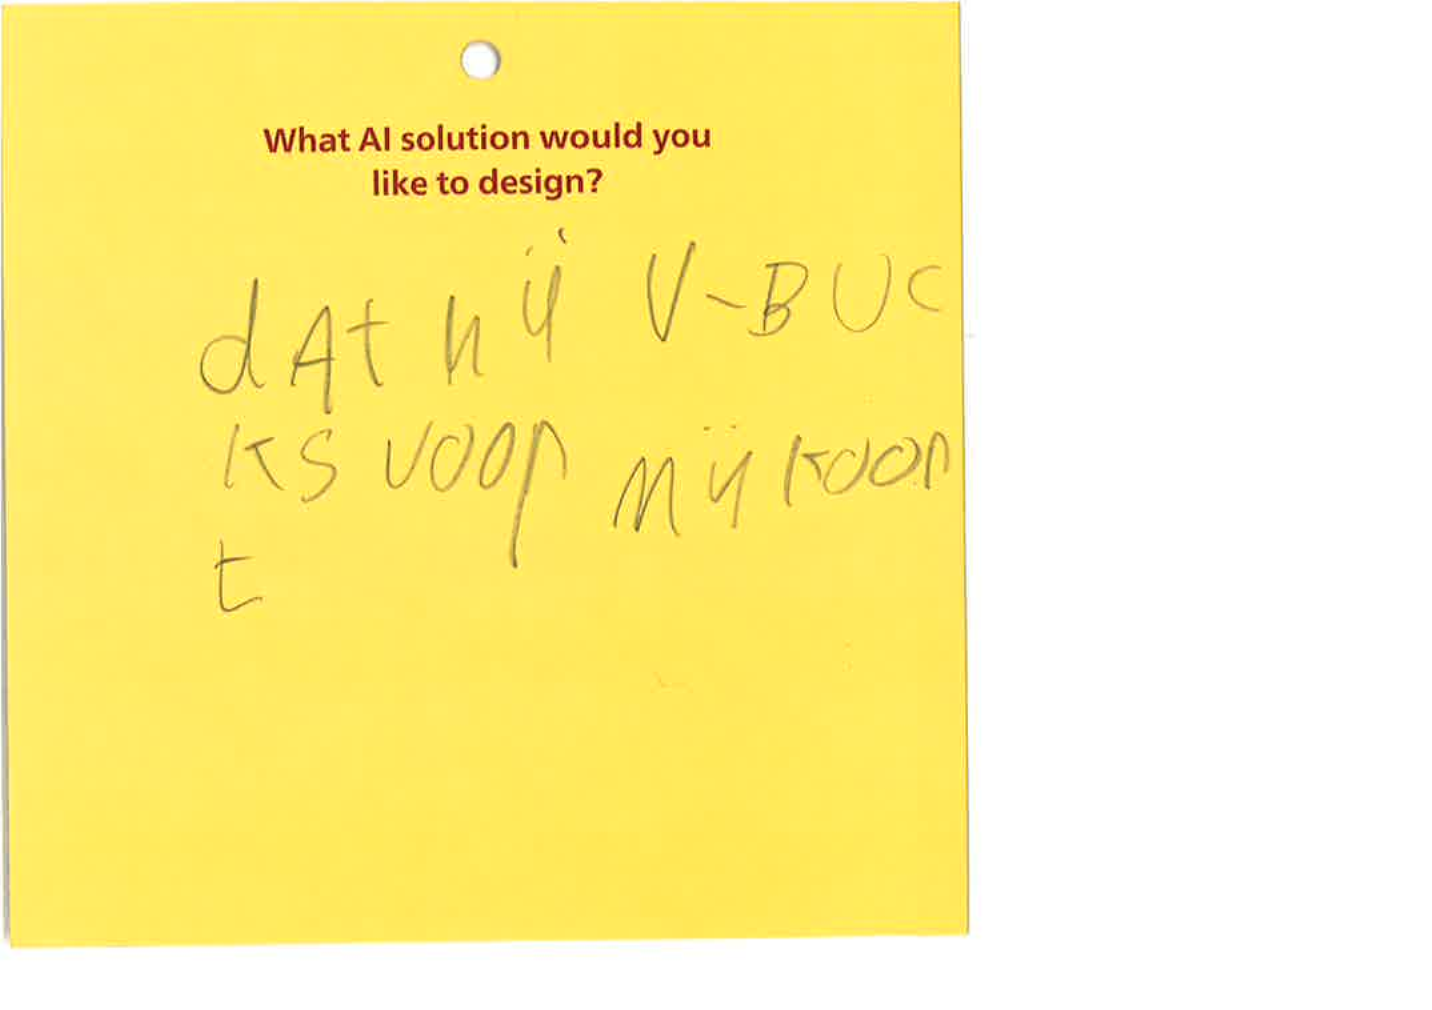 What AI solution would you
like to design?
dAt hij V-BUC
KS voor mij koop
t